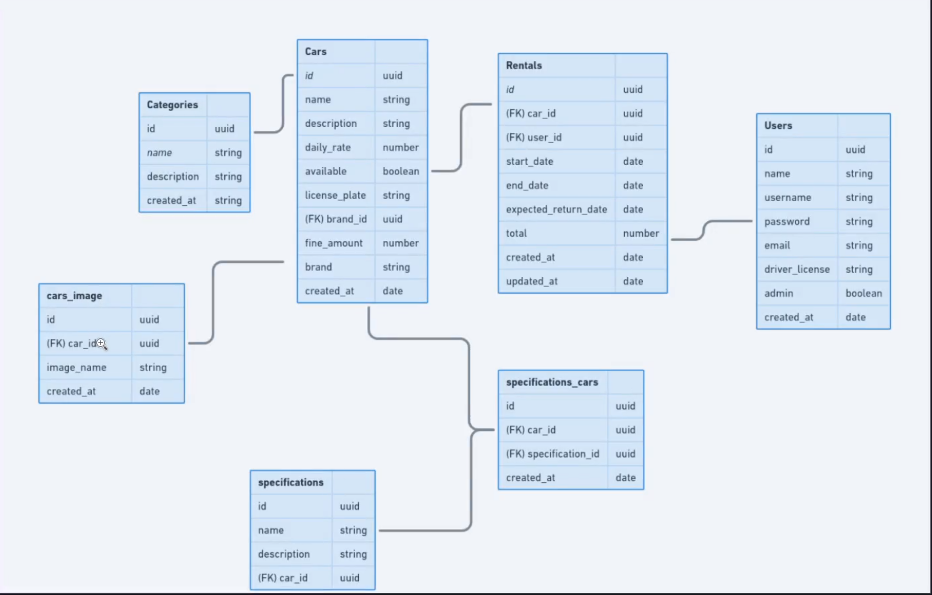 Cars
id uuid
name string
description string
daily_rate number
available boolean
license_plate string
(FK) brand_id uuid
fine_amount number
brand string
created_at date
Rentals
id uuid
(FK) car_id uuid
(FK) user_id uuid
start_date date
end_date date
expected_return_date date
total number
created_at date
updated_at date
Categories
id uuid
name string
description string
created_at string
Users
id uuid
name string
username string
password string
email string
driver_license string
admin boolean
created_at date
cars_image
id uuid
(FK) car_id uuid
image_name string
created_at date
specifications_cars
id uuid
(FK) car_id uuid
(FK) specification_id uuid
created_at date
specifications
id uuid
name string
description string
(FK) car_id uuid